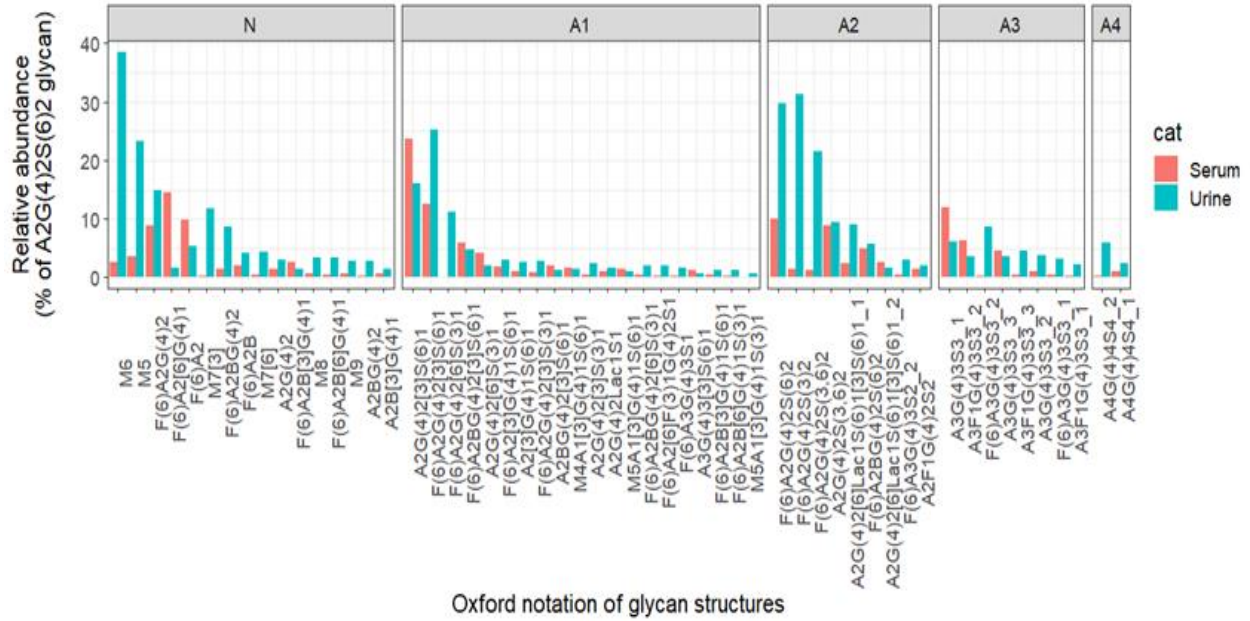 N
A1
A2
A3
A4
Relative abundance
(% of A2G(4)2S(6)2 glycan)
40
30
20
10
0
cat
Serum
Urine
M6
M5
F(6)A2G(4)2
F(6)A2[6]G(4)1
F(6)A2
M7[3]
F(6)A2BG(4)2
F(6)A2B
M7[6]
A2G(4)2
F(6)A2B[3]G(4)1
M8
F(6)A2B[6]G(4)1
M9
A2BG(4)2
A2B[3]G(4)1
A2G(4)2[3]S(6)1
F(6)A2G(4)2[3]S(6)1
F(6)A2G(4)2[6]S(3)1
F(6)A2BG(4)2[3]S(6)1
A2G(4)2[6]S(3)1
F(6)A2[3]G(4)1S(6)1
A2[3]G(4)1S(6)1
F(6)A2G(4)2[3]S(3)1
A2BG(4)2[3]S(6)1
M4A1[3]G(4)1S(6)1
A2G(4)2[3]S(3)1
A2G(4)2Lac1S1
M5A1[3]G(4)1S(6)1
F(6)A2BG(4)2[6]S(3)1
F(6)A2[6]F(3)1G(4)2S1
F(6)A3G(4)3S1
A3G(4)3[3]S(6)1
F(6)A2B[3]G(4)1S(6)1
F(6)A2B[6]G(4)1S(3)1
M5A1[3]G(4)1S(3)1
F(6)A2G(4)2S(6)2
F(6)A2G(4)2S(3)2
F(6)A2G(4)2S(3,6)2
A2G(4)2S(3,6)2
A2G(4)2[6]Lac1S(6)1[3]S(6)1_1
F(6)A2BG(4)2S(6)2
A2G(4)2[6]Lac1S(6)1[3]S(6)1_2
F(6)A3G(4)3S2_2
A2F1G(4)2S2
A3G(4)3S3_1
A3F1G(4)3S3_2
F(6)A3G(4)3S3_2
A3G(4)3S3_4
A3F1G(4)3S3_3
A3G(4)3S3_2
F(6)A3G(4)3S3_1
A3F1G(4)3S3_1
A4G(4)4S4_2
A4G(4)4S4_1
Oxford notation of glycan structures